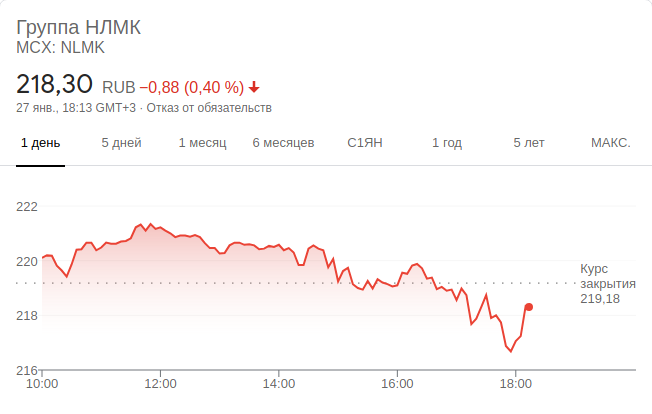 Группа НЛМК
MCX: NLMK
218,30 RUB −0,88 (0,40 %)
27 янв., 18:13 GMT+3 · Отказ от обязательств
1 день 5 дней 1 месяц 6 месяцев С1ЯН 1 год 5 лет МАКС.
222
220
Курс
закрытия
219,18
218
216
10:00 12:00 14:00 16:00 18:00